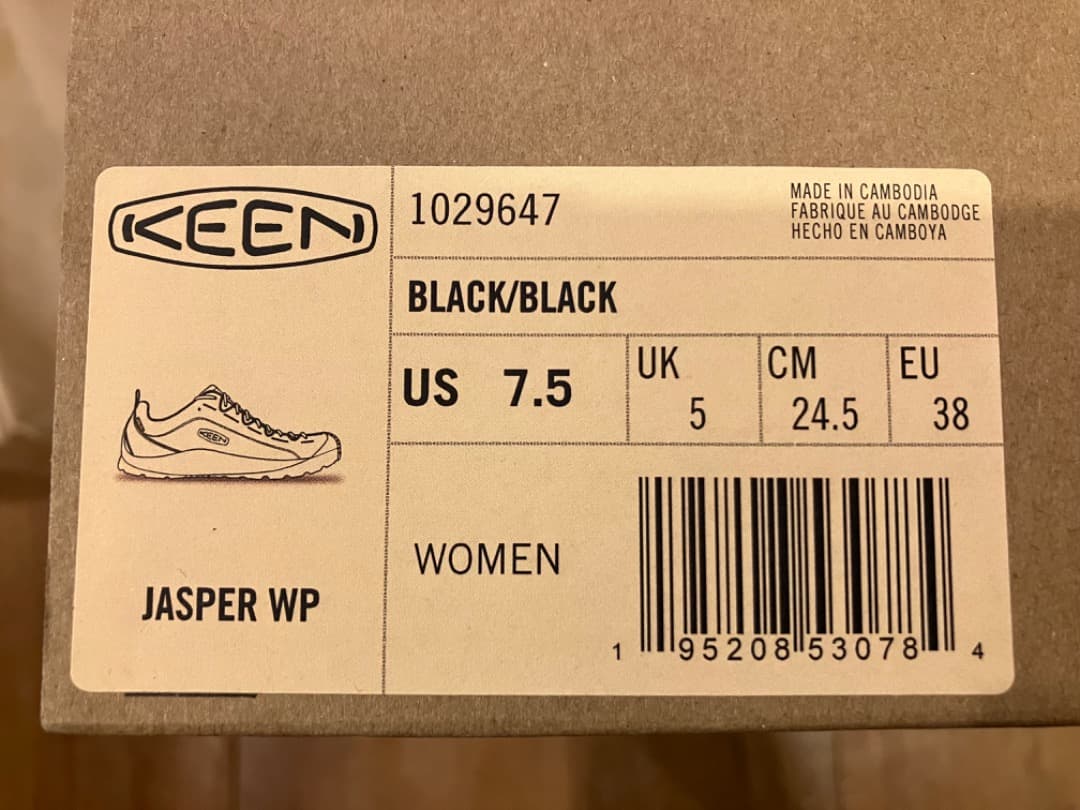 KEEN
1029647
MADE IN CAMBODIA
FABRIQUE AU CAMBODGE
HECHO EN CAMBOYA
BLACK/BLACK
US 7.5
UK 5
CM 24.5
EU 38
KEEN
JASPER WP
WOMEN
1 95208 53078 4